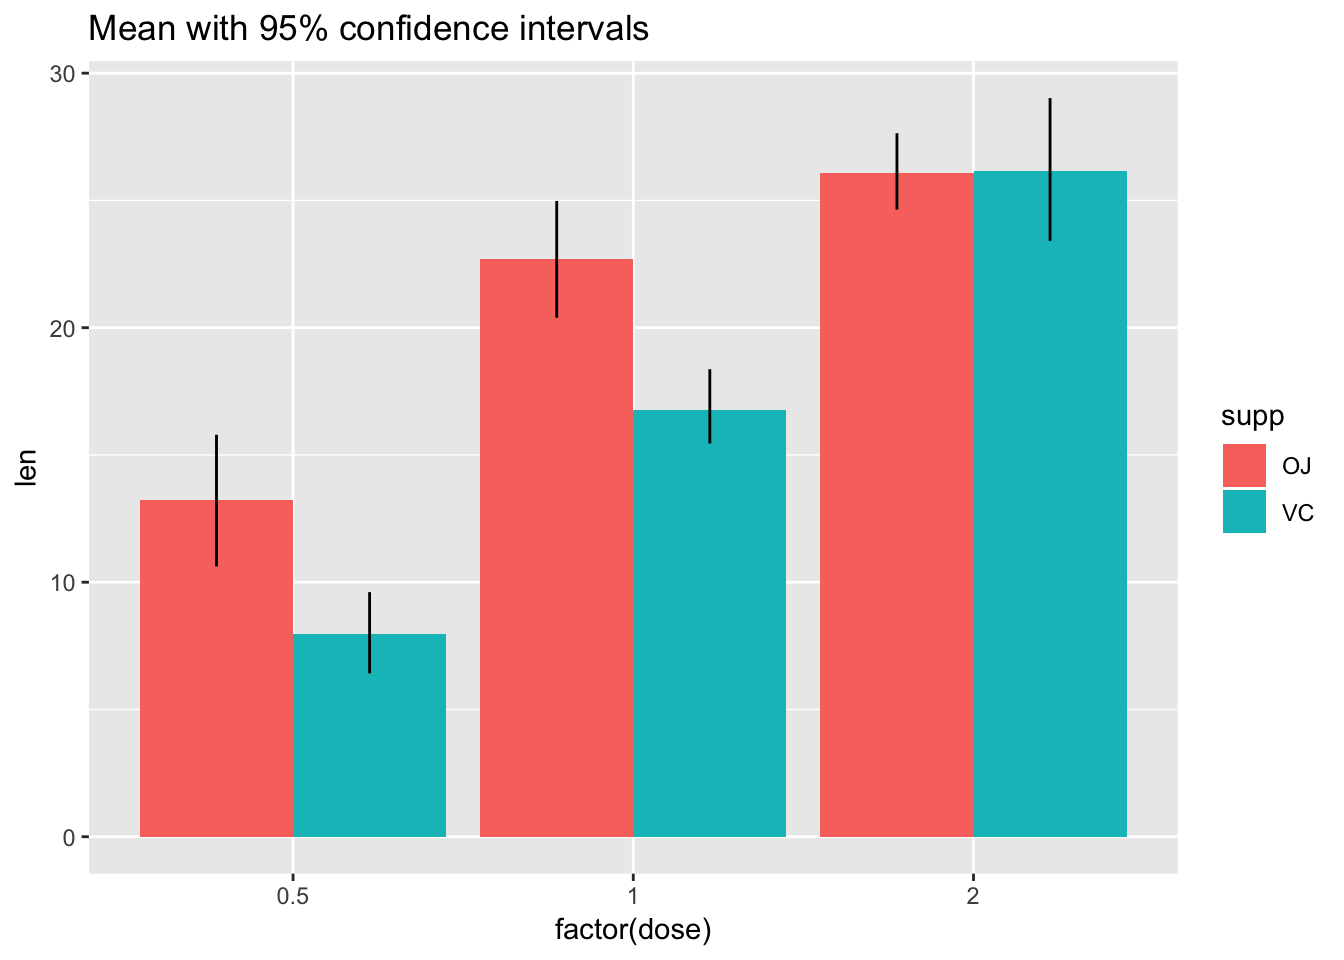 Mean with 95% confidence intervals
30
20
10
0
len
0.5 1 2
factor(dose)
supp
OJ
VC